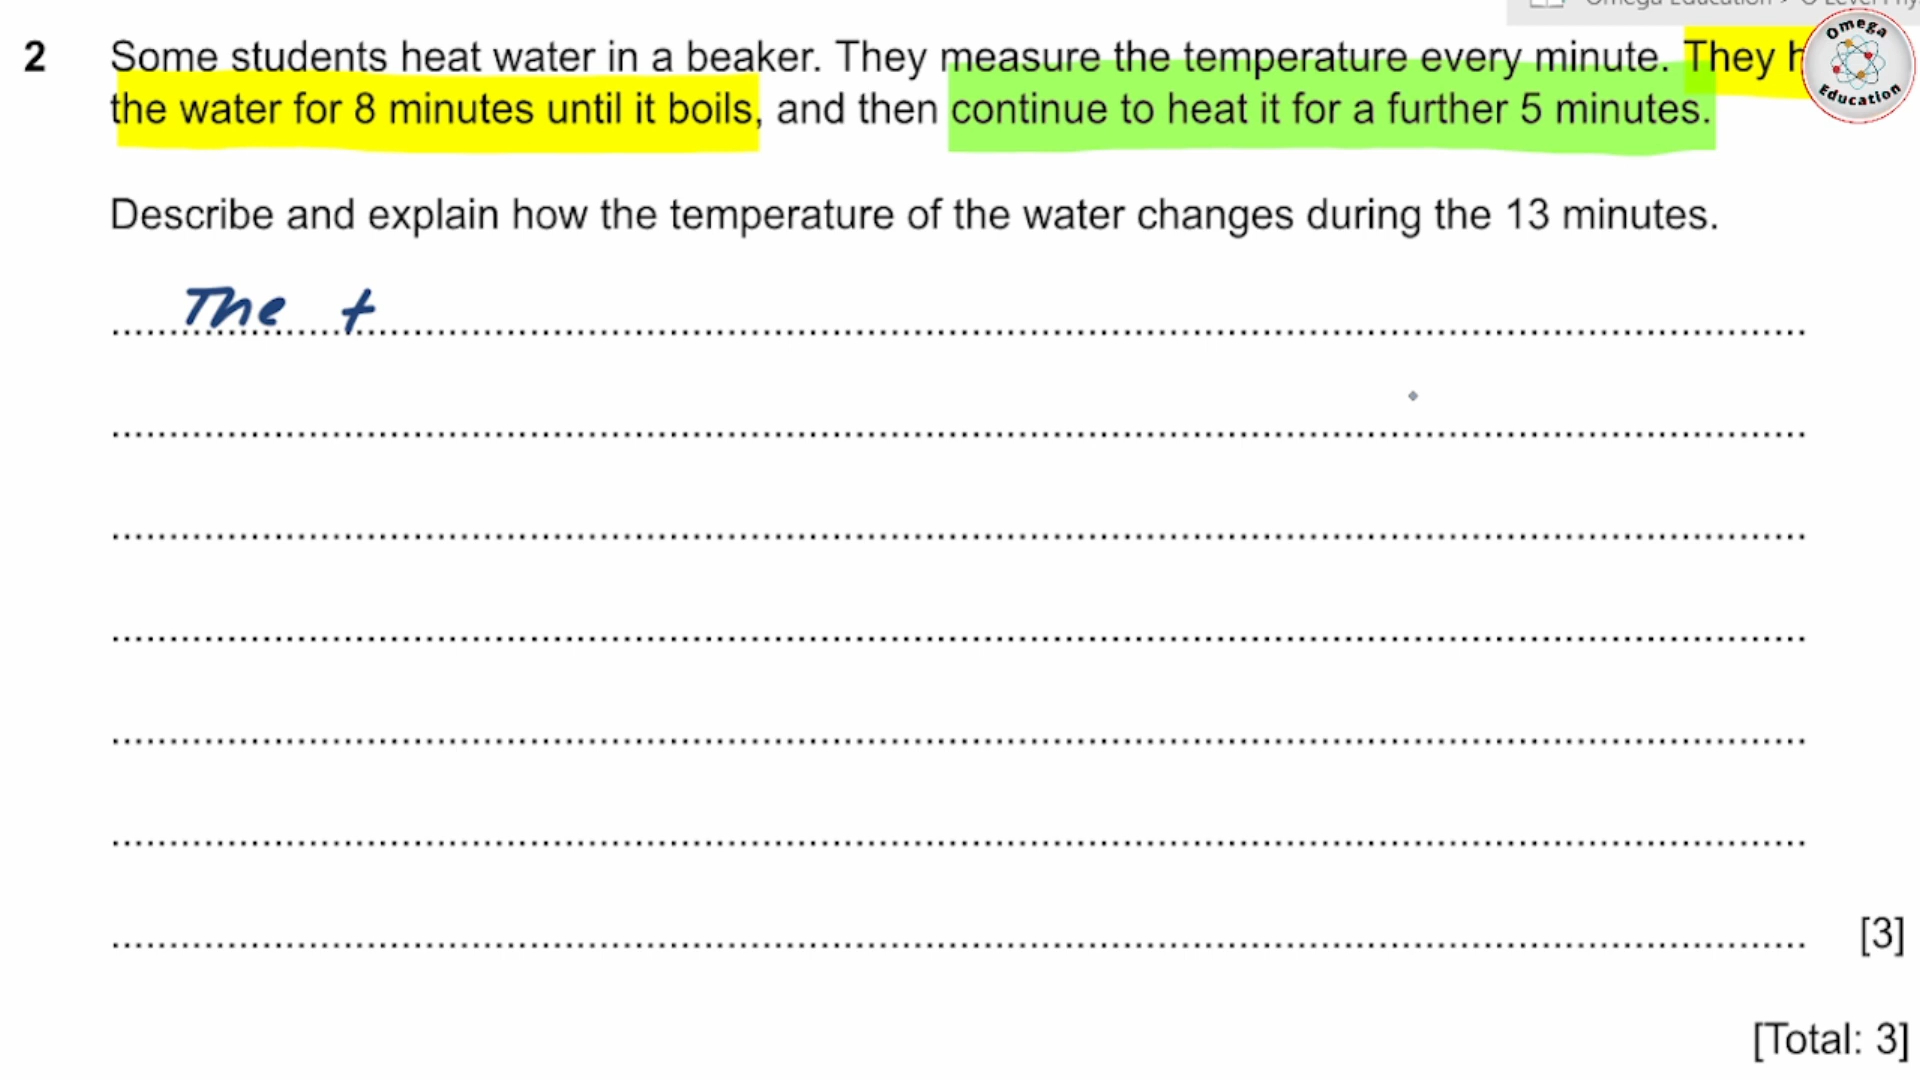 2 Some students heat water in a beaker. They measure the temperature every minute. They h
the water for 8 minutes until it boils, and then continue to heat it for a further 5 minutes.
Describe and explain how the temperature of the water changes during the 13 minutes.
The t
[3]
[Total: 3]
Omega
Education